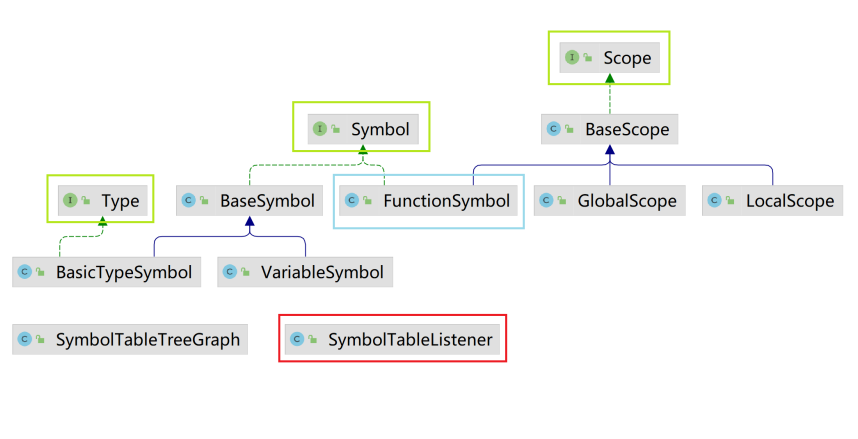 I Scope
I Symbol
C BaseScope
I Type
C BaseSymbol
C FunctionSymbol
C GlobalScope
C LocalScope
C BasicTypeSymbol
C VariableSymbol
C SymbolTableTreeGraph
C SymbolTableListener